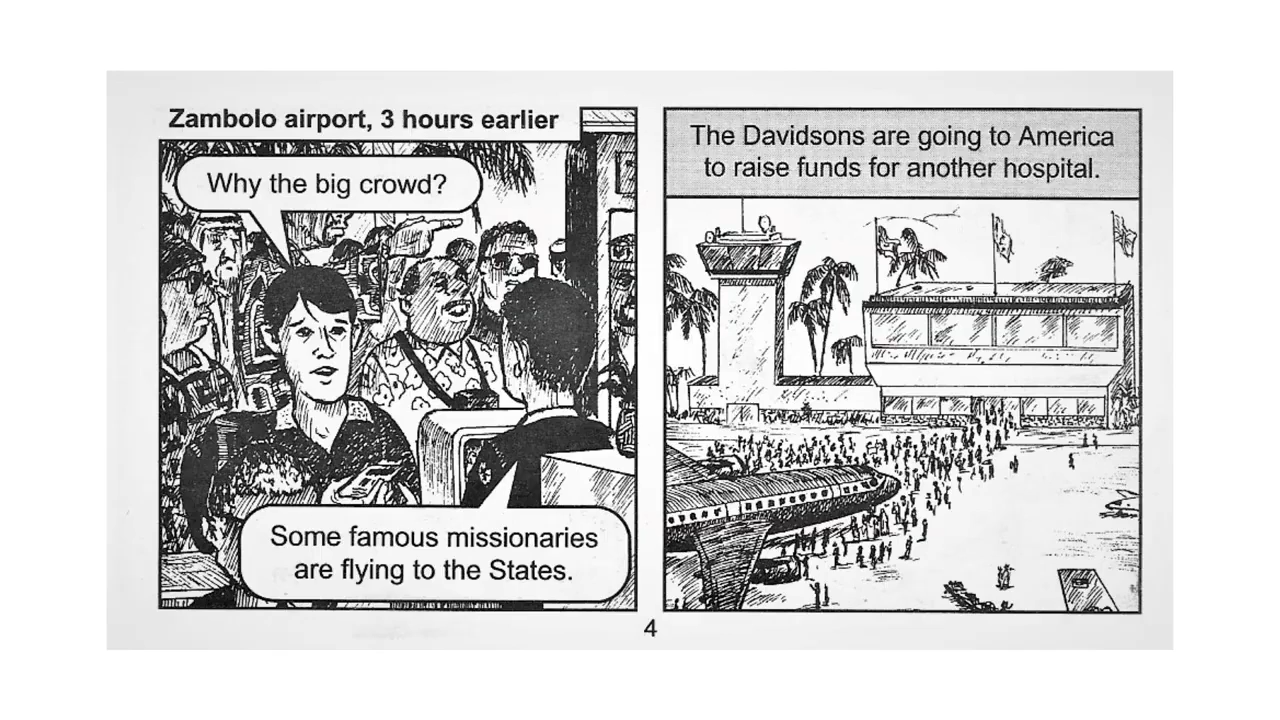 Zambolo airport, 3 hours earlier
Why the big crowd?
Some famous missionaries
are flying to the States.
The Davidsons are going to America
to raise funds for another hospital.
4